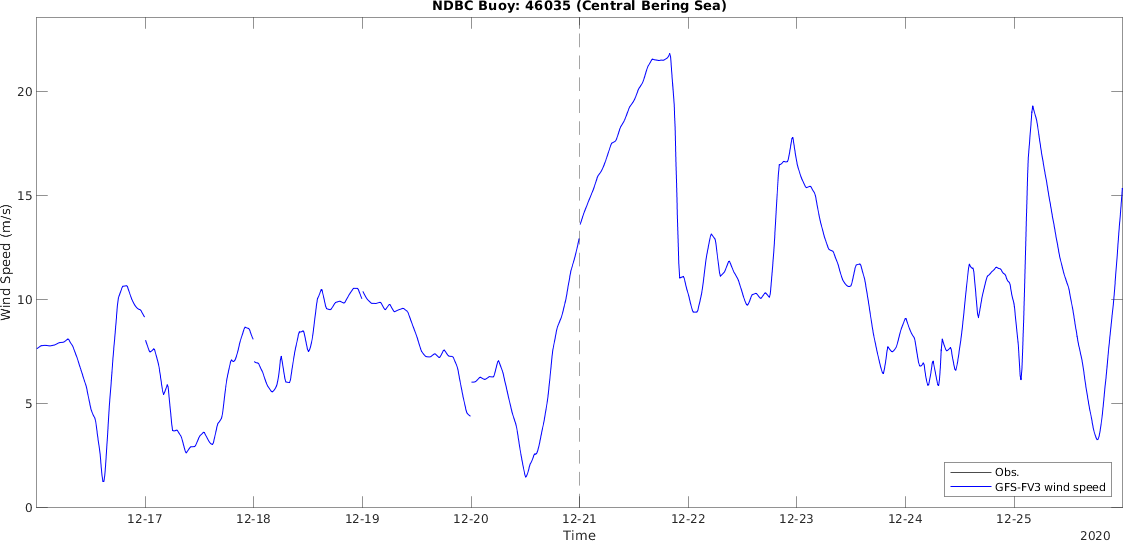 NDBC Buoy: 46035 (Central Bering Sea)
Wind Speed (m/s)
20
15
10
5
0
12-17 12-18 12-19 12-20 12-21 12-22 12-23 12-24 12-25
Time
2020
Obs.
GFS-FV3 wind speed